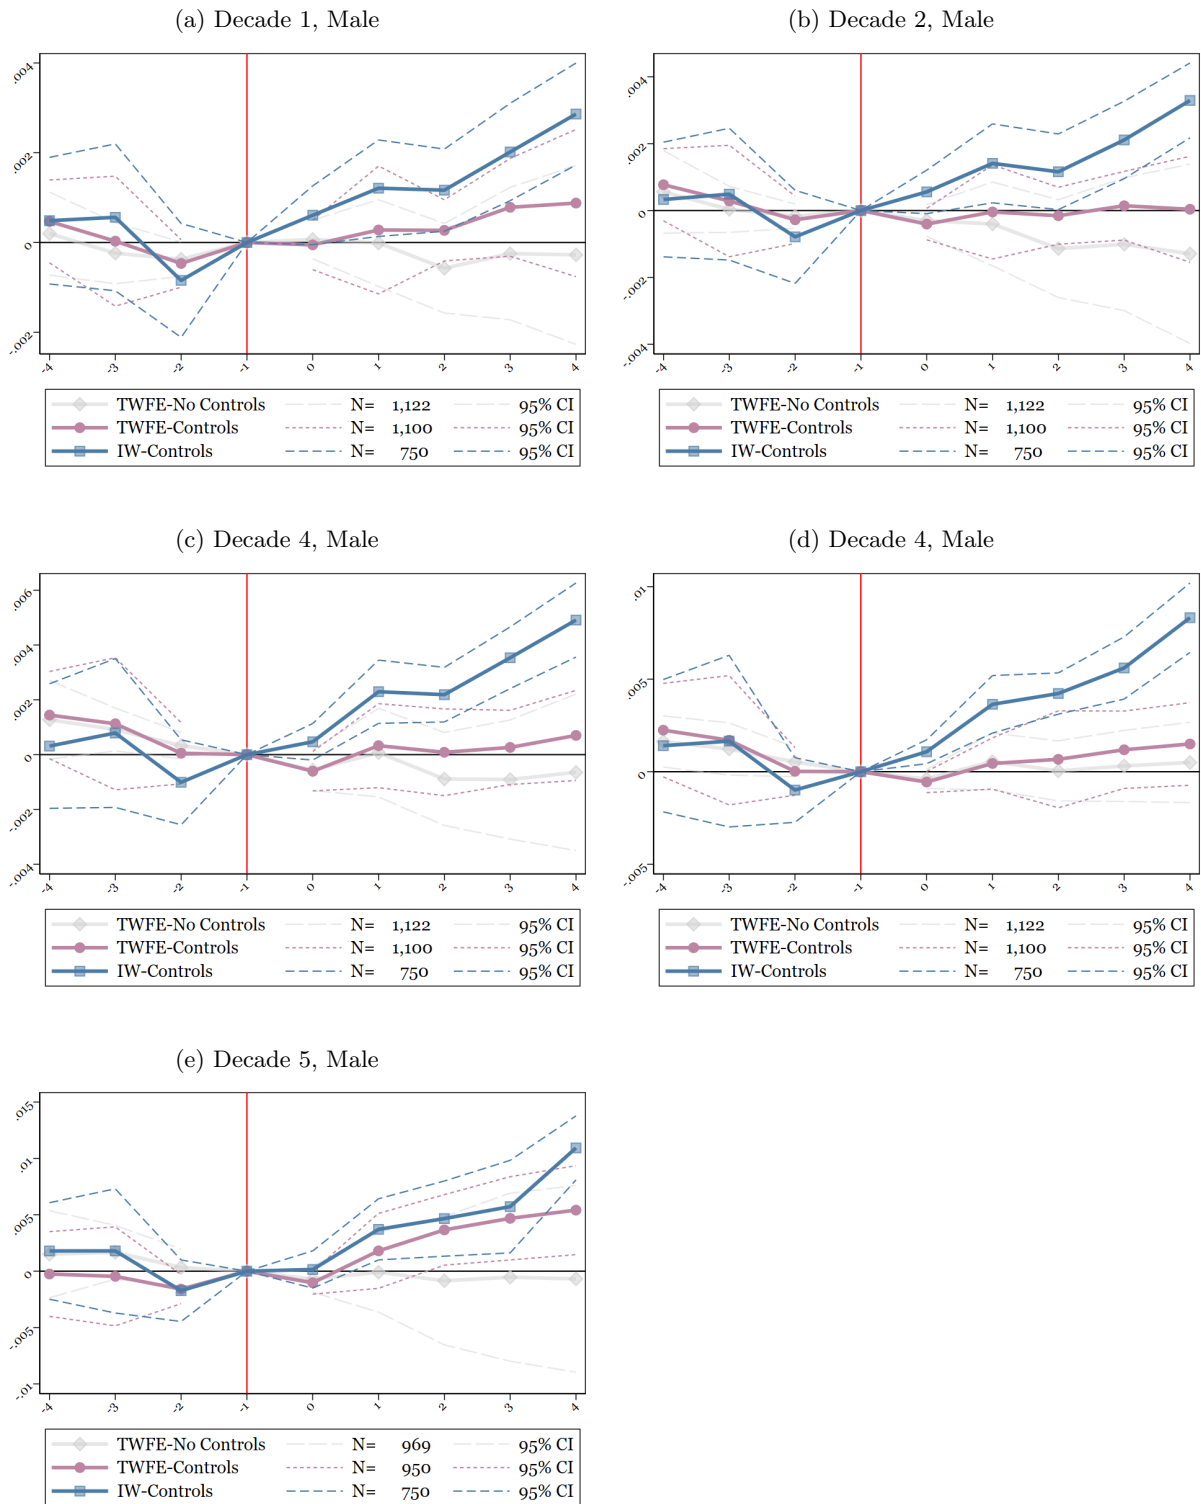 (a) Decade 1, Male
.004
.002
0
-.002
-4 -3 -2 -1 0 1 2 3 4
TWFE-No Controls N= 1,122 95% CI
TWFE-Controls N= 1,100 95% CI
IW-Controls N= 750 95% CI
(b) Decade 2, Male
.004
.002
0
-.002
-.004
-4 -3 -2 -1 0 1 2 3 4
TWFE-No Controls N= 1,122 95% CI
TWFE-Controls N= 1,100 95% CI
IW-Controls N= 750 95% CI
(c) Decade 4, Male
.006
.004
.002
0
-.002
-.004
-4 -3 -2 -1 0 1 2 3 4
TWFE-No Controls N= 1,122 95% CI
TWFE-Controls N= 1,100 95% CI
IW-Controls N= 750 95% CI
(d) Decade 4, Male
.01
.005
0
-.005
-4 -3 -2 -1 0 1 2 3 4
TWFE-No Controls N= 1,122 95% CI
TWFE-Controls N= 1,100 95% CI
IW-Controls N= 750 95% CI
(e) Decade 5, Male
.015
.01
.005
0
-.005
-.01
-4 -3 -2 -1 0 1 2 3 4
TWFE-No Controls N= 969 95% CI
TWFE-Controls N= 950 95% CI
IW-Controls N= 750 95% CI